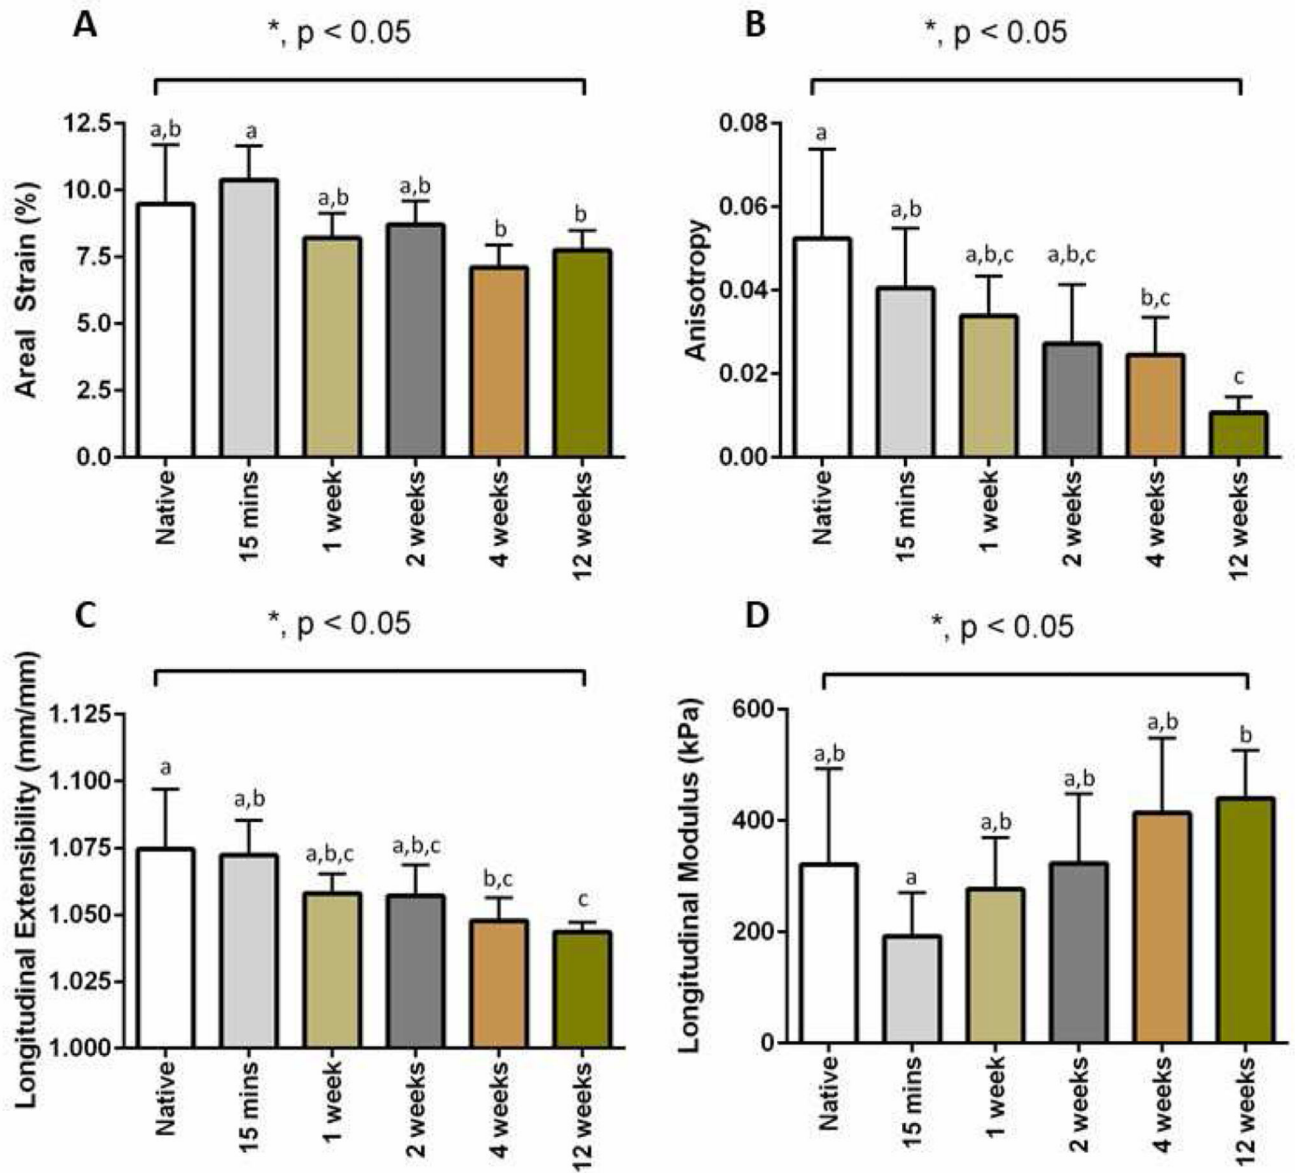 A
*, p < 0.05
Areal Strain (%)
12.5
10.0
7.5
5.0
2.5
0.0
a,b
a
a,b
a,b
b
b
Native
15 mins
1 week
2 weeks
4 weeks
12 weeks
B
*, p < 0.05
Anisotropy
0.08
0.06
0.04
0.02
0.00
a
a,b
a,b,c
a,b,c
b,c
c
Native
15 mins
1 week
2 weeks
4 weeks
12 weeks
C
*, p < 0.05
Longitudinal Extensibility (mm/mm)
1.125
1.100
1.075
1.050
1.025
1.000
a
a,b
a,b,c
a,b,c
b,c
c
Native
15 mins
1 week
2 weeks
4 weeks
12 weeks
D
*, p < 0.05
Longitudinal Modulus (kPa)
600
400
200
0
a,b
a
a,b
a,b
a,b
b
Native
15 mins
1 week
2 weeks
4 weeks
12 weeks